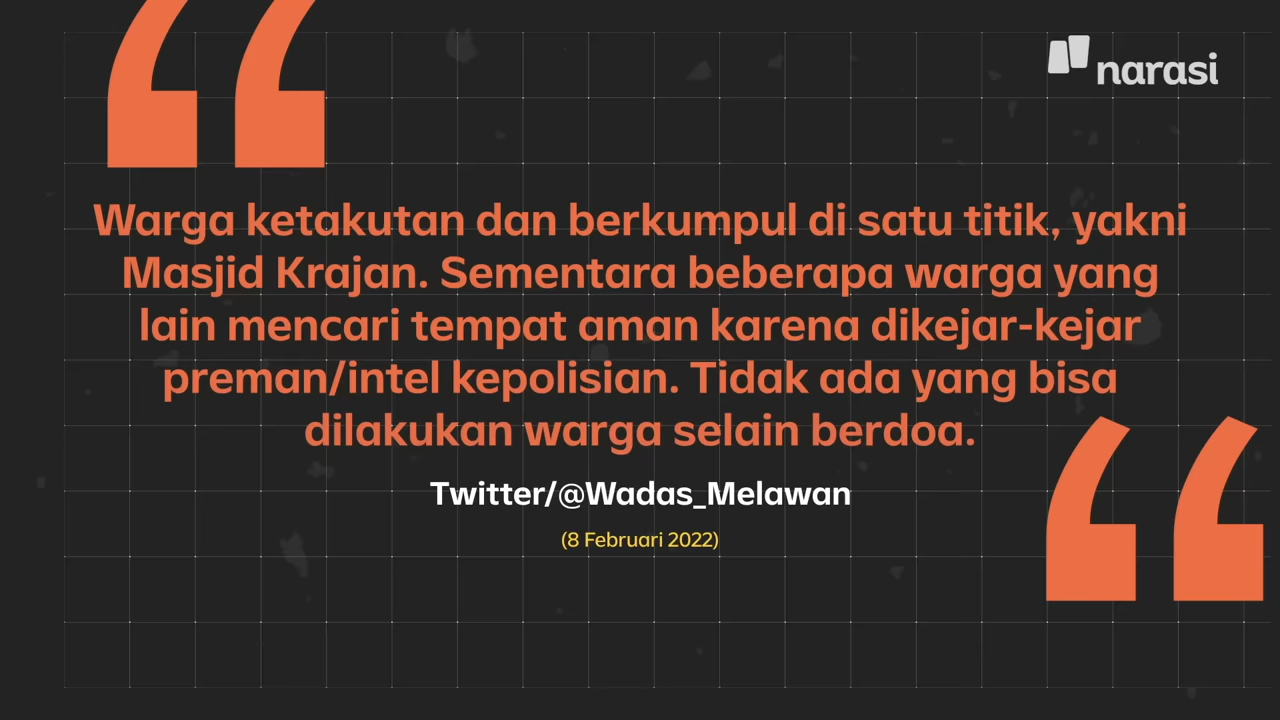 narasi
Warga ketakutan dan berkumpul di satu titik, yakni
Masjid Krajan. Sementara beberapa warga yang
lain mencari tempat aman karena dikejar-kejar
preman/intel kepolisian. Tidak ada yang bisa
dilakukan warga selain berdoa.
Twitter/@Wadas_Melawan
(8 Februari 2022)